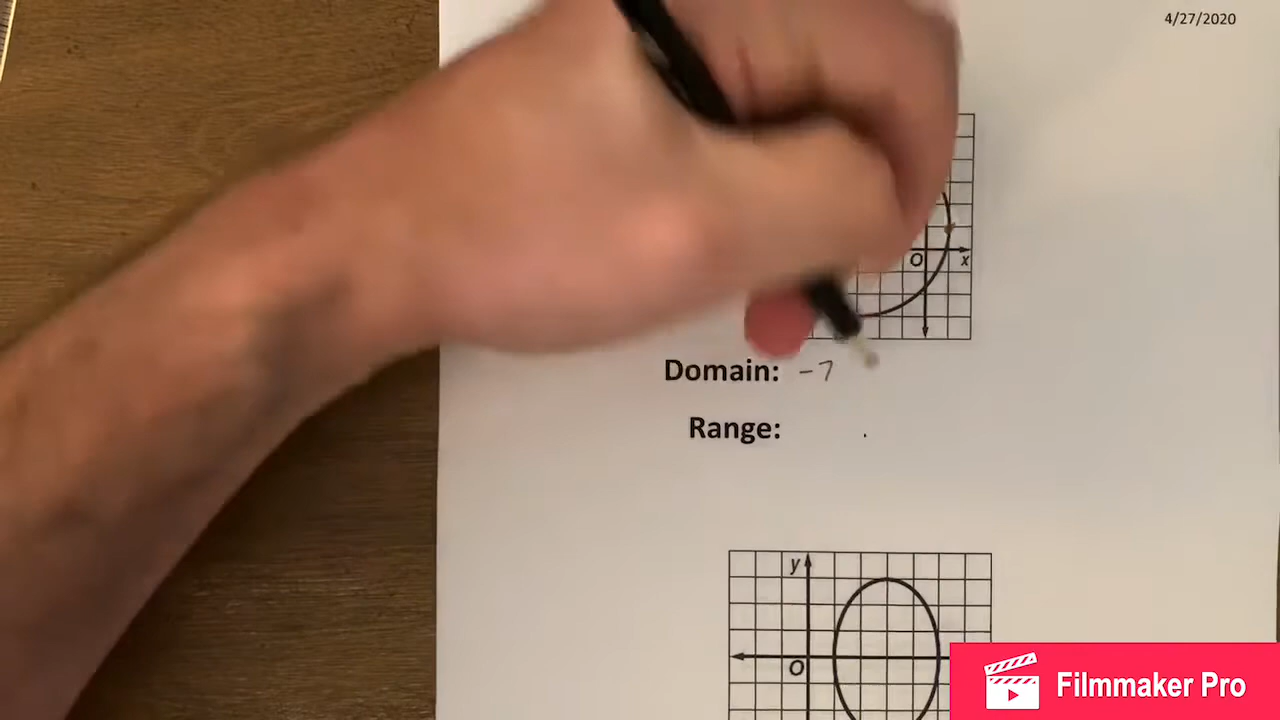 4/27/2020
O x
Domain: -7
Range:
y
O
Filmmaker Pro